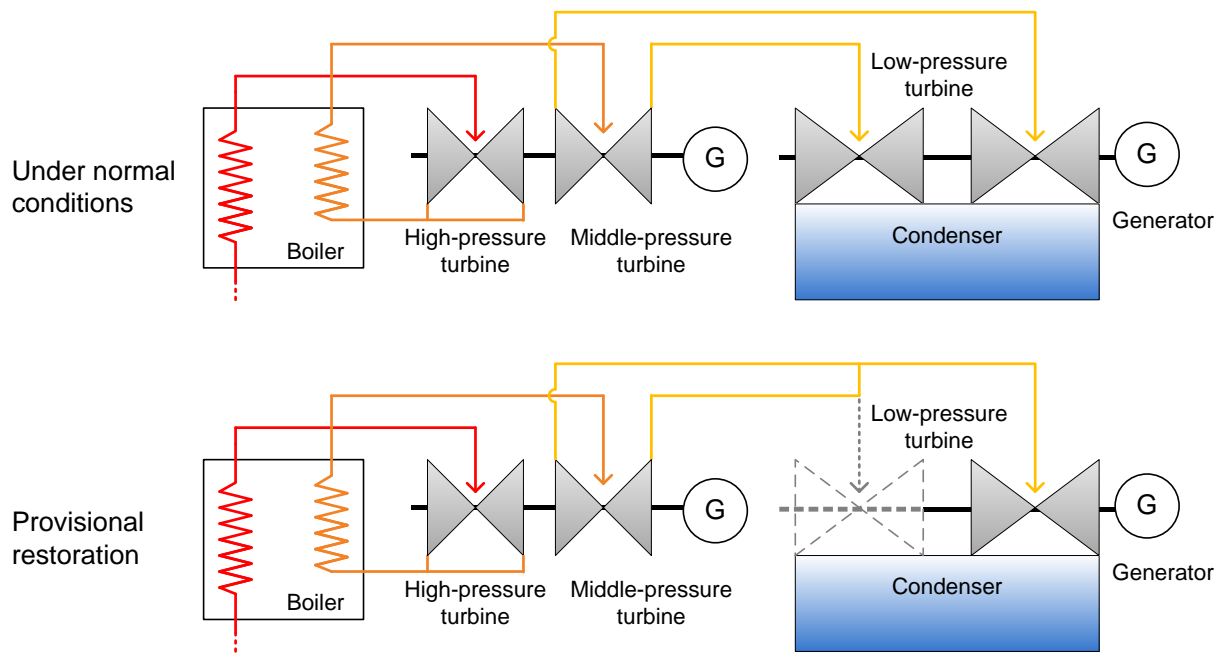 Under normal
conditions
Boiler
High-pressure
turbine
Middle-pressure
turbine
G
Low-pressure
turbine
G
Condenser
Generator
Provisional
restoration
Boiler
High-pressure
turbine
Middle-pressure
turbine
G
Low-pressure
turbine
G
Condenser
Generator